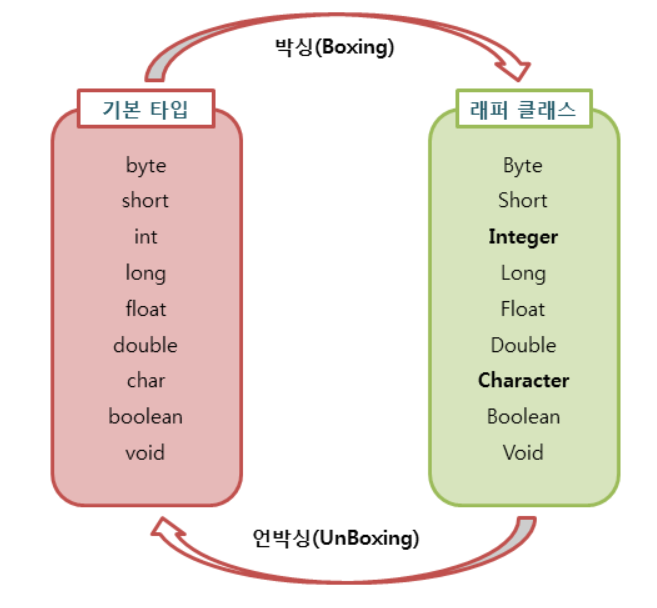 박싱(Boxing)
기본 타입
byte
short
int
long
float
double
char
boolean
void
래퍼 클래스
Byte
Short
Integer
Long
Float
Double
Character
Boolean
Void
언박싱(UnBoxing)